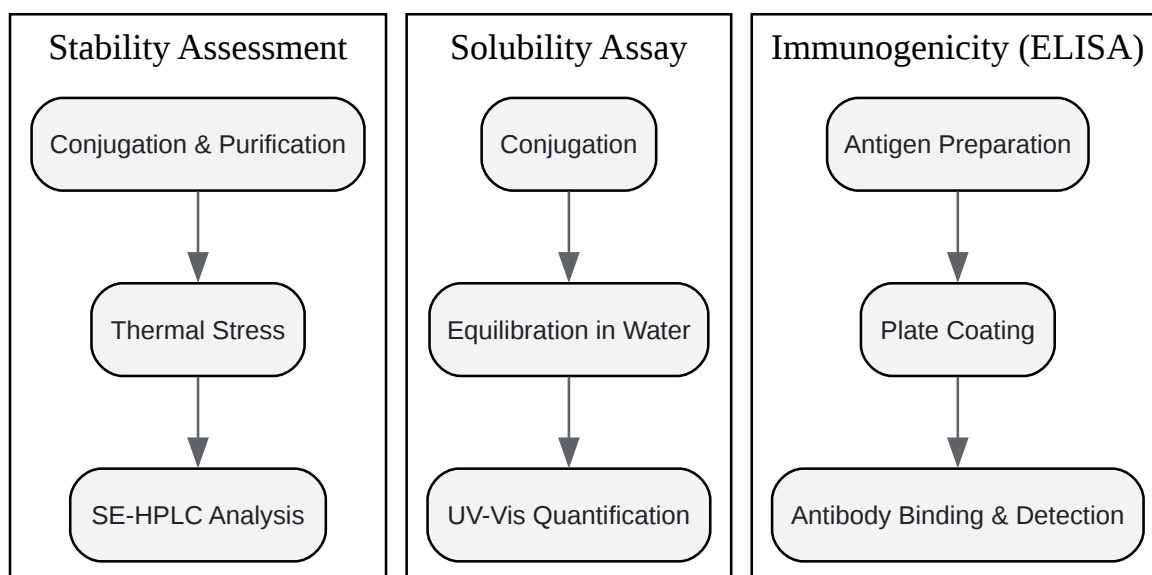 Stability Assessment
Conjugation & Purification
Thermal Stress
SE-HPLC Analysis
Solubility Assay
Conjugation
Equilibration in Water
UV-Vis Quantification
Immunogenicity (ELISA)
Antigen Preparation
Plate Coating
Antibody Binding & Detection